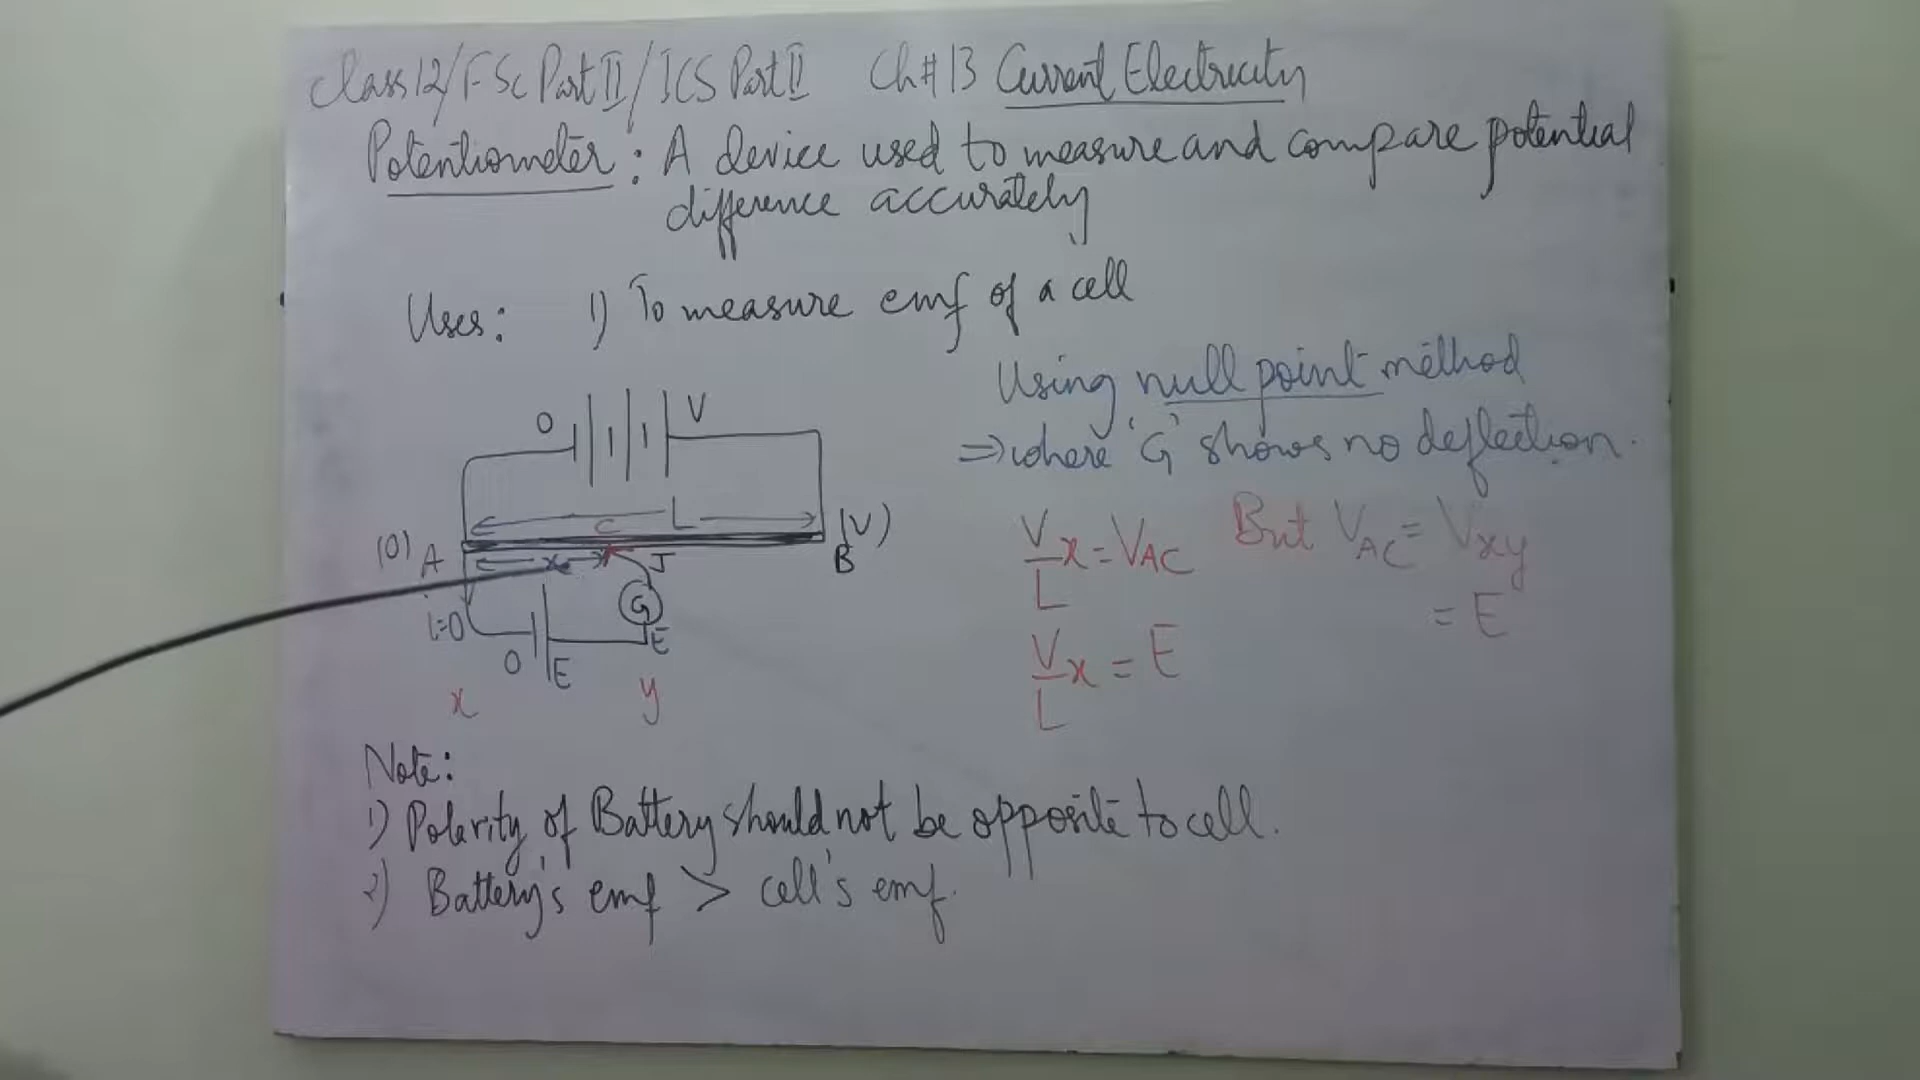 Class 12/F Sc Part II/ICS Part II Ch# 13 Current Electricity
Potentiometer: A device used to measure and compare potential
difference accurately
Uses: 1) To measure emf of a cell
Using null point method
⇒ where 'G' shows no deflection.
0 V
L
C
(0) A x J B (V)
G
i=0
0 E E
x y
V/L x = VAC But VAC = Vxy
= E
V/L x = E
Note:
1) Polarity of Battery should not be opposite to cell.
2) Battery's emf > cell's emf.